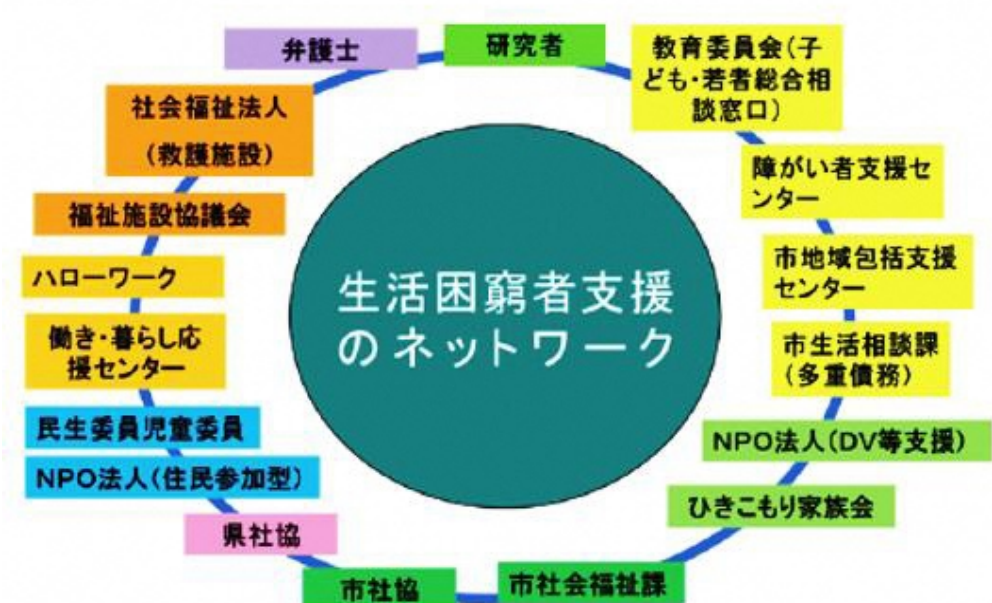 弁護士
研究者
教育委員会(子
ども・若者総合相
談窓口)
障がい者支援セ
ンター
市地域包括支援
センター
市生活相談課
(多重債務)
NPO法人(DV等支援)
ひきこもり家族会
市社会福祉課
市社協
県社協
NPO法人(住民参加型)
民生委員児童委員
働き・暮らし応
援センター
ハローワーク
福祉施設協議会
社会福祉法人
(救護施設)
生活困窮者支援
のネットワーク